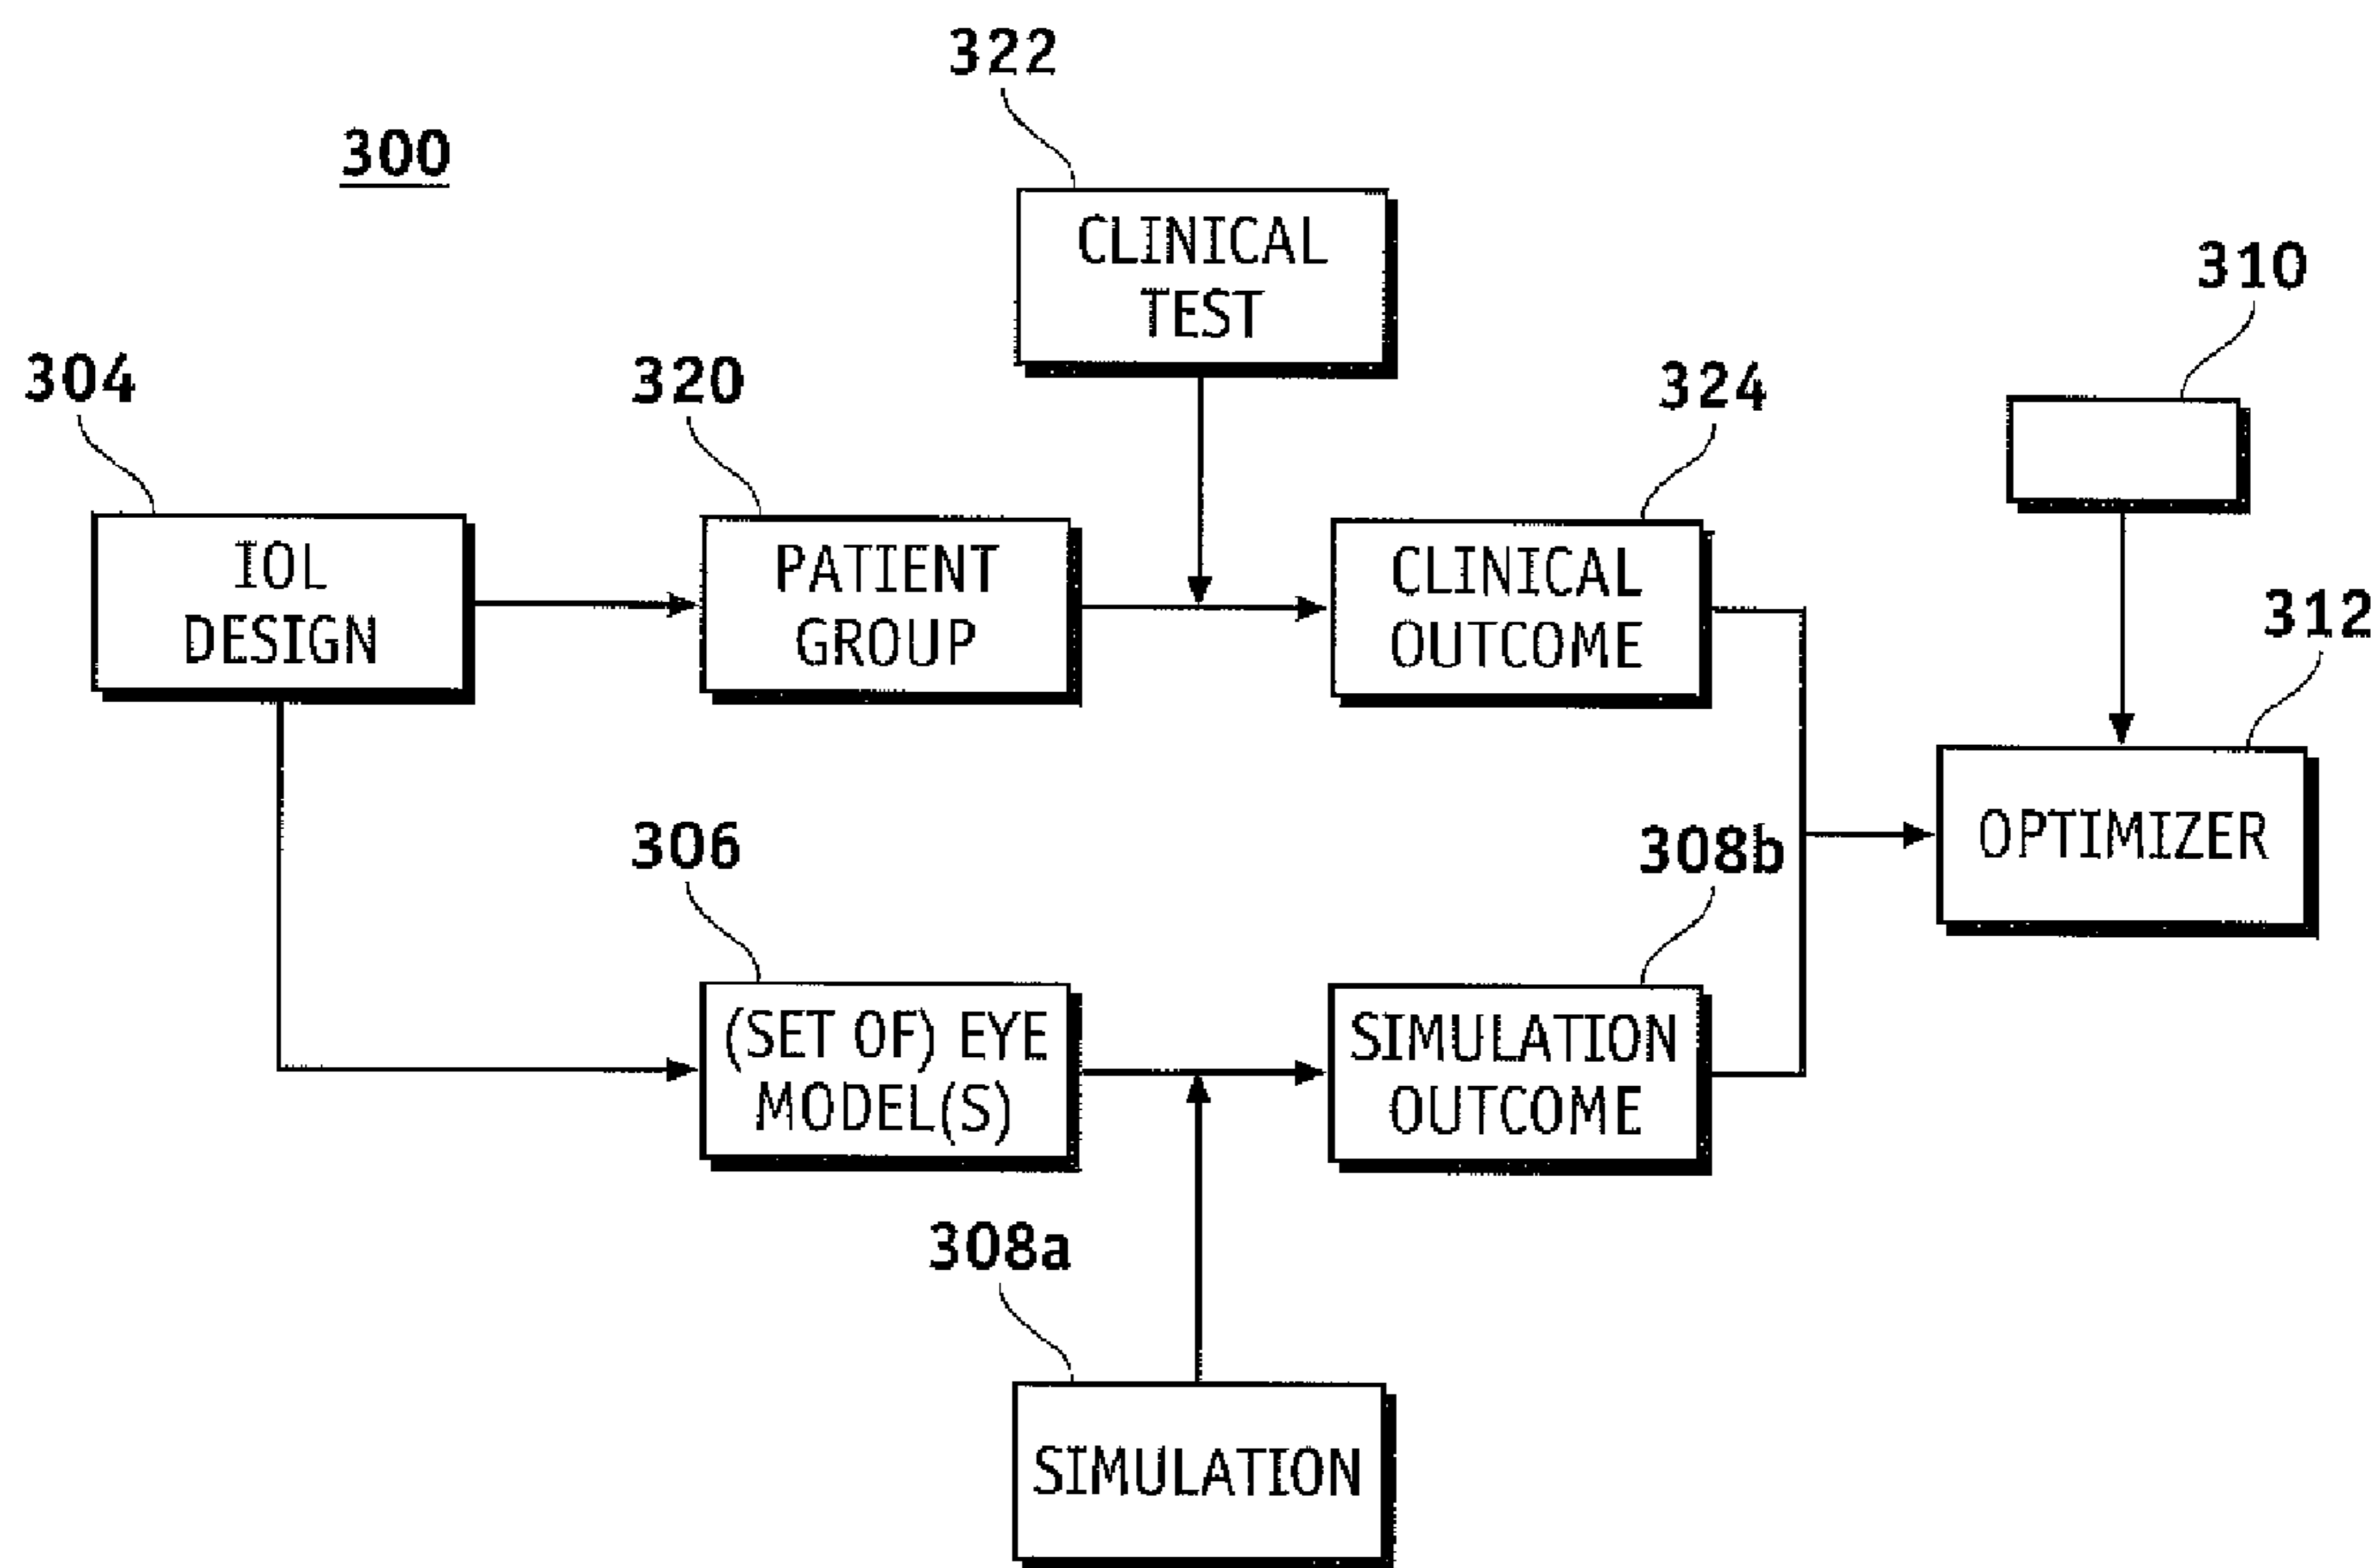 322
300
CLINICAL
TEST
310
304
320
324
IOL
DESIGN
PATIENT
GROUP
CLINICAL
OUTCOME
312
OPTIMIZER
306
308b
(SET OF) EYE
MODEL(S)
SIMULATION
OUTCOME
308a
SIMULATION